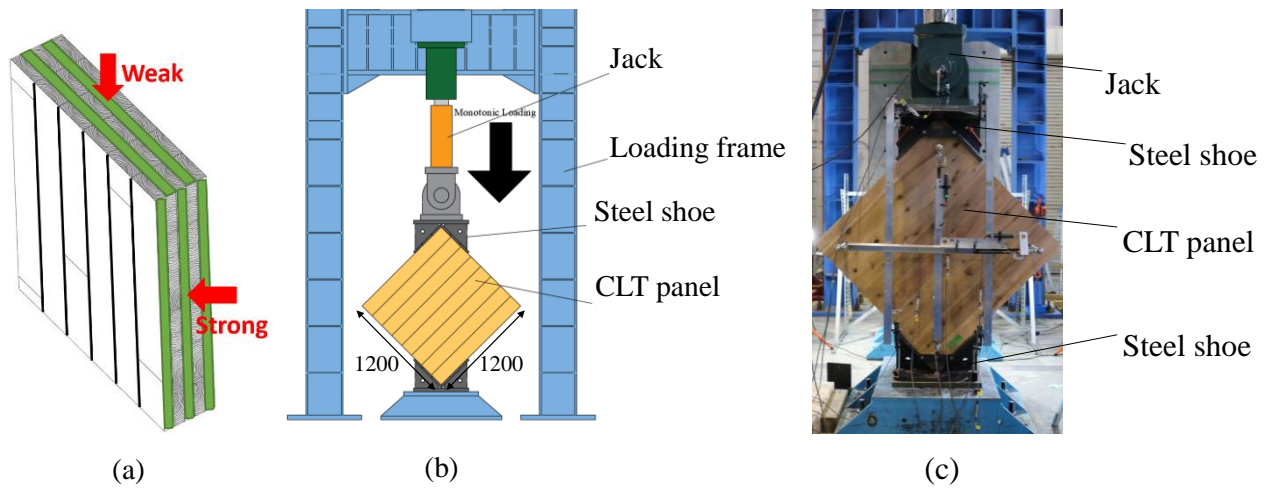 Weak
Strong
(a)
Jack
Monotonic Loading
Loading frame
Steel shoe
CLT panel
1200
1200
(b)
Jack
Steel shoe
CLT panel
Steel shoe
(c)